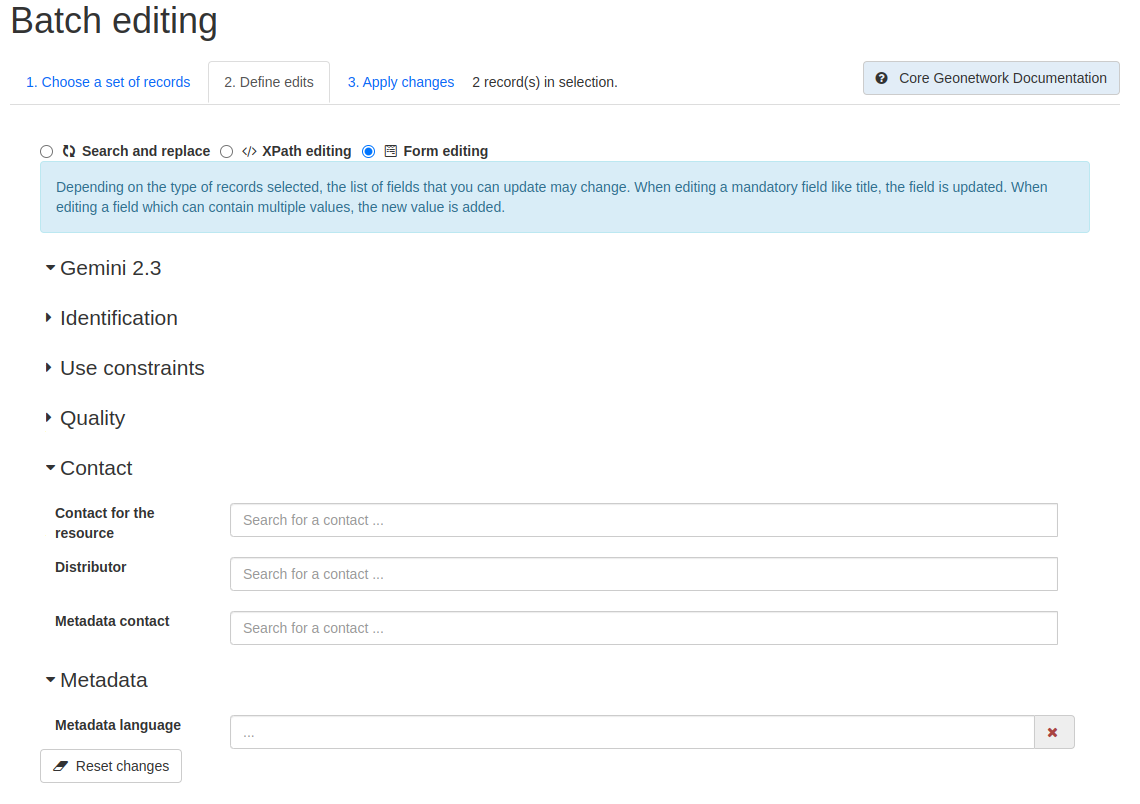 Batch editing
1. Choose a set of records 2. Define edits 3. Apply changes 2 record(s) in selection. Core Geonetwork Documentation
Search and replace </> XPath editing Form editing
Depending on the type of records selected, the list of fields that you can update may change. When editing a mandatory field like title, the field is updated. When
editing a field which can contain multiple values, the new value is added.
Gemini 2.3
Identification
Use constraints
Quality
Contact
Contact for the
resource
Search for a contact ...
Distributor Search for a contact ...
Metadata contact Search for a contact ...
Metadata
Metadata language ...
Reset changes